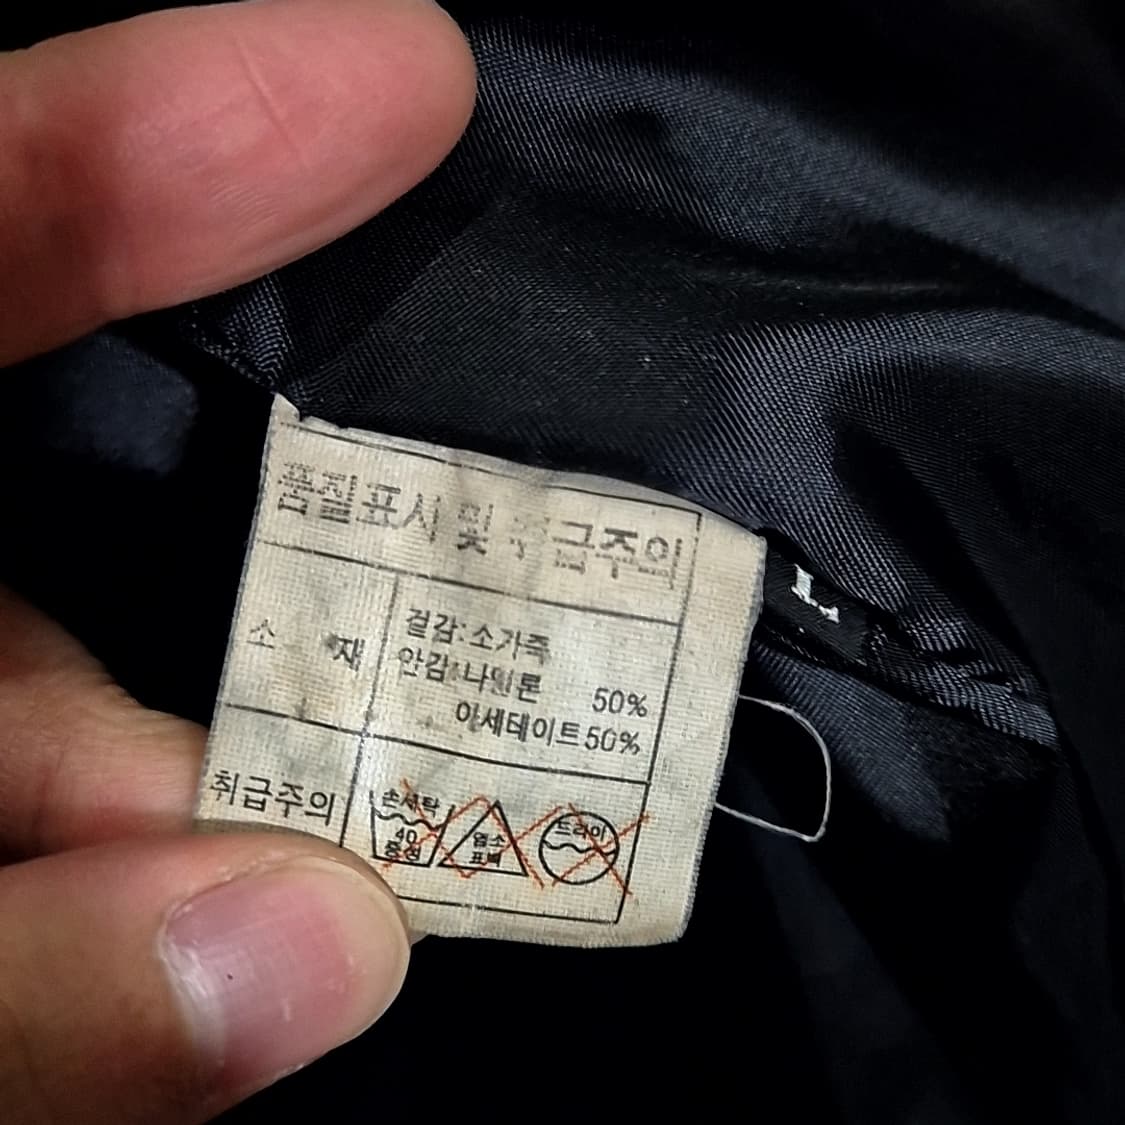 품질표시 및 취급주의
소 재
겉감:소가죽
안감:나일론 50%
아세테이트50%
취급주의
손세탁
40
중성
염소
표백
드라이
L